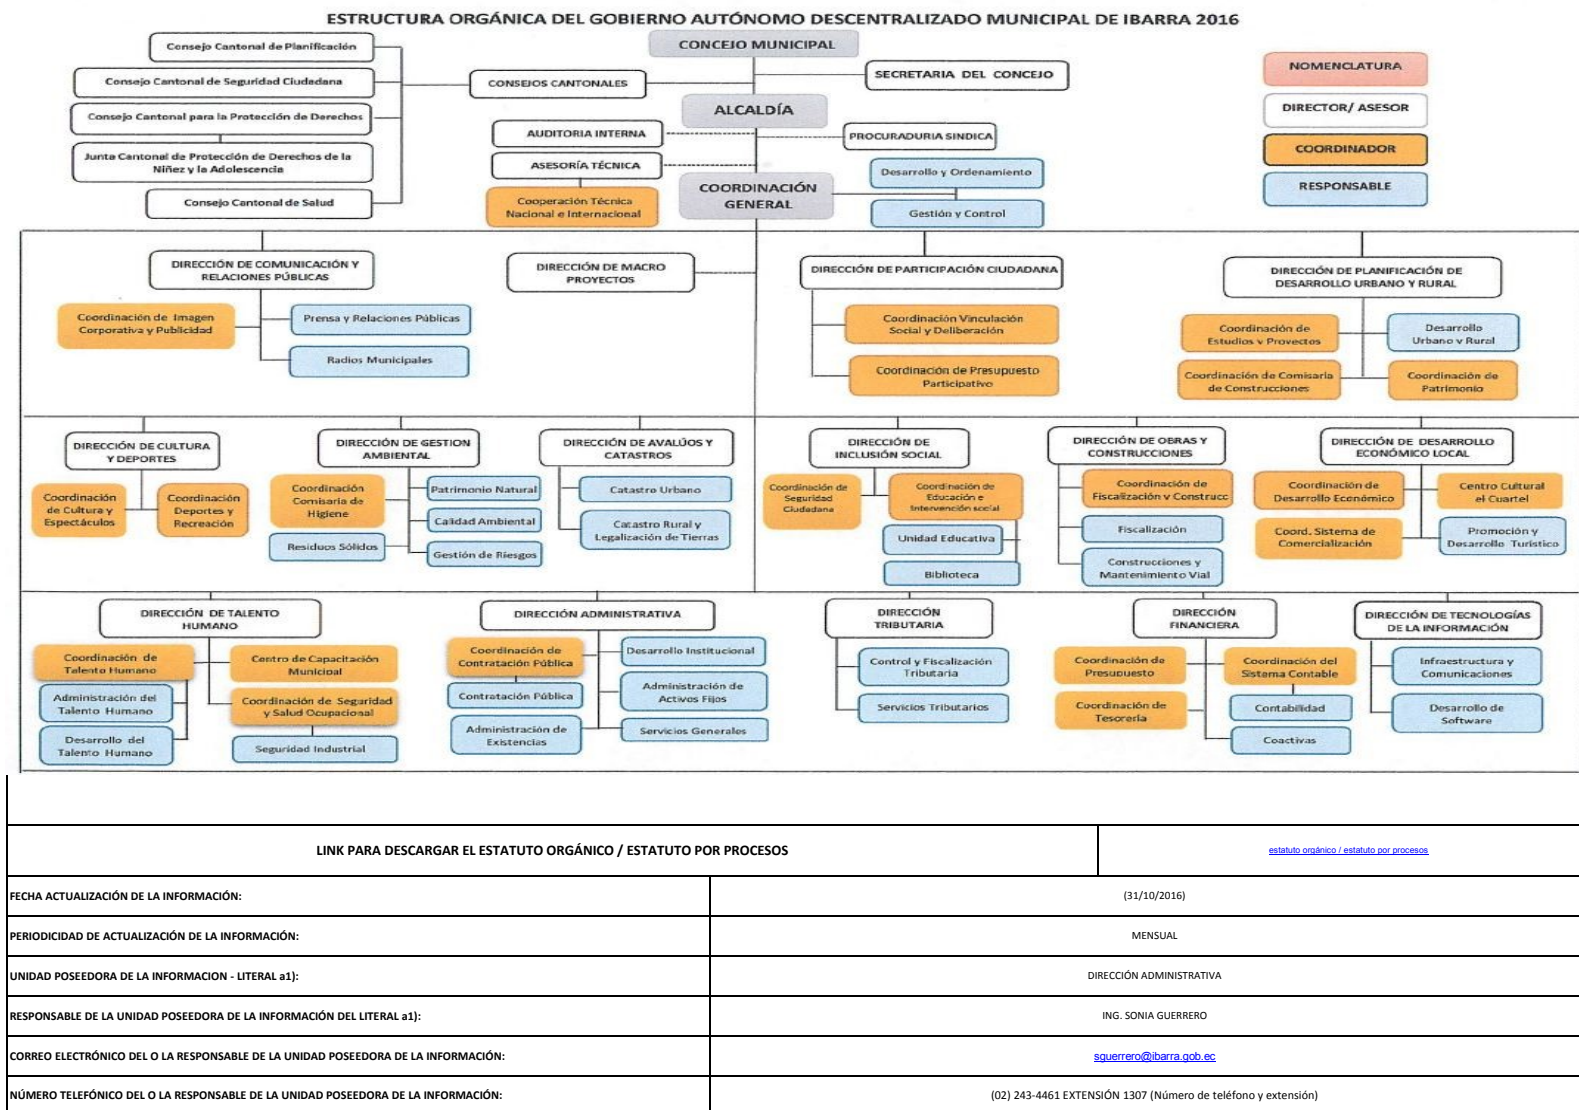 ESTRUCTURA ORGÁNICA DEL GOBIERNO AUTÓNOMO DESCENTRALIZADO MUNICIPAL DE IBARRA 2016
CONCEJO MUNICIPAL
SECRETARIA DEL CONCEJO
CONSEJOS CANTONALES
Consejo Cantonal de Planificación
Consejo Cantonal de Seguridad Ciudadana
Consejo Cantonal para la Protección de Derechos
Junta Cantonal de Protección de Derechos de la
Niñez y la Adolescencia
Consejo Cantonal de Salud
ALCALDÍA
AUDITORIA INTERNA
PROCURADURIA SINDICA
ASESORÍA TÉCNICA
Cooperación Técnica
Nacional e Internacional
COORDINACIÓN
GENERAL
Desarrollo y Ordenamiento
Gestión y Control
NOMENCLATURA
DIRECTOR/ ASESOR
COORDINADOR
RESPONSABLE
DIRECCIÓN DE COMUNICACIÓN Y
RELACIONES PÚBLICAS
Coordinación de Imagen
Corporativa y Publicidad
Prensa y Relaciones Públicas
Radios Municipales
DIRECCIÓN DE MACRO
PROYECTOS
DIRECCIÓN DE PARTICIPACIÓN CIUDADANA
Coordinación Vinculación
Social y Deliberación
Coordinación de Presupuesto
Participativo
DIRECCIÓN DE PLANIFICACIÓN DE
DESARROLLO URBANO Y RURAL
Coordinación de
Estudios y Proyectos
Desarrollo
Urbano y Rural
Coordinación de Comisaria
de Construcciones
Coordinación de
Patrimonio
DIRECCIÓN DE CULTURA
Y DEPORTES
Coordinación
de Cultura y
Espectáculos
Coordinación
Deportes y
Recreación
DIRECCIÓN DE GESTION
AMBIENTAL
Coordinación
Comisaria de
Higiene
Residuos Sólidos
Patrimonio Natural
Calidad Ambiental
Gestión de Riesgos
DIRECCIÓN DE AVALÚOS Y
CATASTROS
Catastro Urbano
Catastro Rural y
Legalización de Tierras
DIRECCIÓN DE
INCLUSIÓN SOCIAL
Coordinación de
Seguridad
Ciudadana
Coordinación de
Educación e
Intervención social
Unidad Educativa
Biblioteca
DIRECCIÓN DE OBRAS Y
CONSTRUCCIONES
Coordinación de
Fiscalización y Construcc
Fiscalización
Construcciones y
Mantenimiento Vial
DIRECCIÓN DE DESARROLLO
ECONÓMICO LOCAL
Coordinación de
Desarrollo Económico
Centro Cultural
el Cuartel
Coord. Sistema de
Comercialización
Promoción y
Desarrollo Turístico
DIRECCIÓN DE TALENTO
HUMANO
Coordinación de
Talento Humano
Administración del
Talento Humano
Desarrollo del
Talento Humano
Centro de Capacitación
Municipal
Coordinación de Seguridad
y Salud Ocupacional
Seguridad Industrial
DIRECCIÓN ADMINISTRATIVA
Coordinación de
Contratación Pública
Contratación Pública
Administración de
Existencias
Desarrollo Institucional
Administración de
Activos Fijos
Servicios Generales
DIRECCIÓN
TRIBUTARIA
Control y Fiscalización
Tributaria
Servicios Tributarios
DIRECCIÓN
FINANCIERA
Coordinación de
Presupuesto
Coordinación de
Tesorería
Coordinación del
Sistema Contable
Contabilidad
Coactivas
DIRECCIÓN DE TECNOLOGÍAS
DE LA INFORMACIÓN
Infraestructura y
Comunicaciones
Desarrollo de
Software
LINK PARA DESCARGAR EL ESTATUTO ORGÁNICO / ESTATUTO POR PROCESOS
estatuto orgánico / estatuto por procesos
FECHA ACTUALIZACIÓN DE LA INFORMACIÓN:
(31/10/2016)
PERIODICIDAD DE ACTUALIZACIÓN DE LA INFORMACIÓN:
MENSUAL
UNIDAD POSEEDORA DE LA INFORMACION - LITERAL a1):
DIRECCIÓN ADMINISTRATIVA
RESPONSABLE DE LA UNIDAD POSEEDORA DE LA INFORMACIÓN DEL LITERAL a1):
ING. SONIA GUERRERO
CORREO ELECTRÓNICO DEL O LA RESPONSABLE DE LA UNIDAD POSEEDORA DE LA INFORMACIÓN:
sguerrero@ibarra.gob.ec
NÚMERO TELEFÓNICO DEL O LA RESPONSABLE DE LA UNIDAD POSEEDORA DE LA INFORMACIÓN:
(02) 243-4461 EXTENSIÓN 1307 (Número de teléfono y extensión)